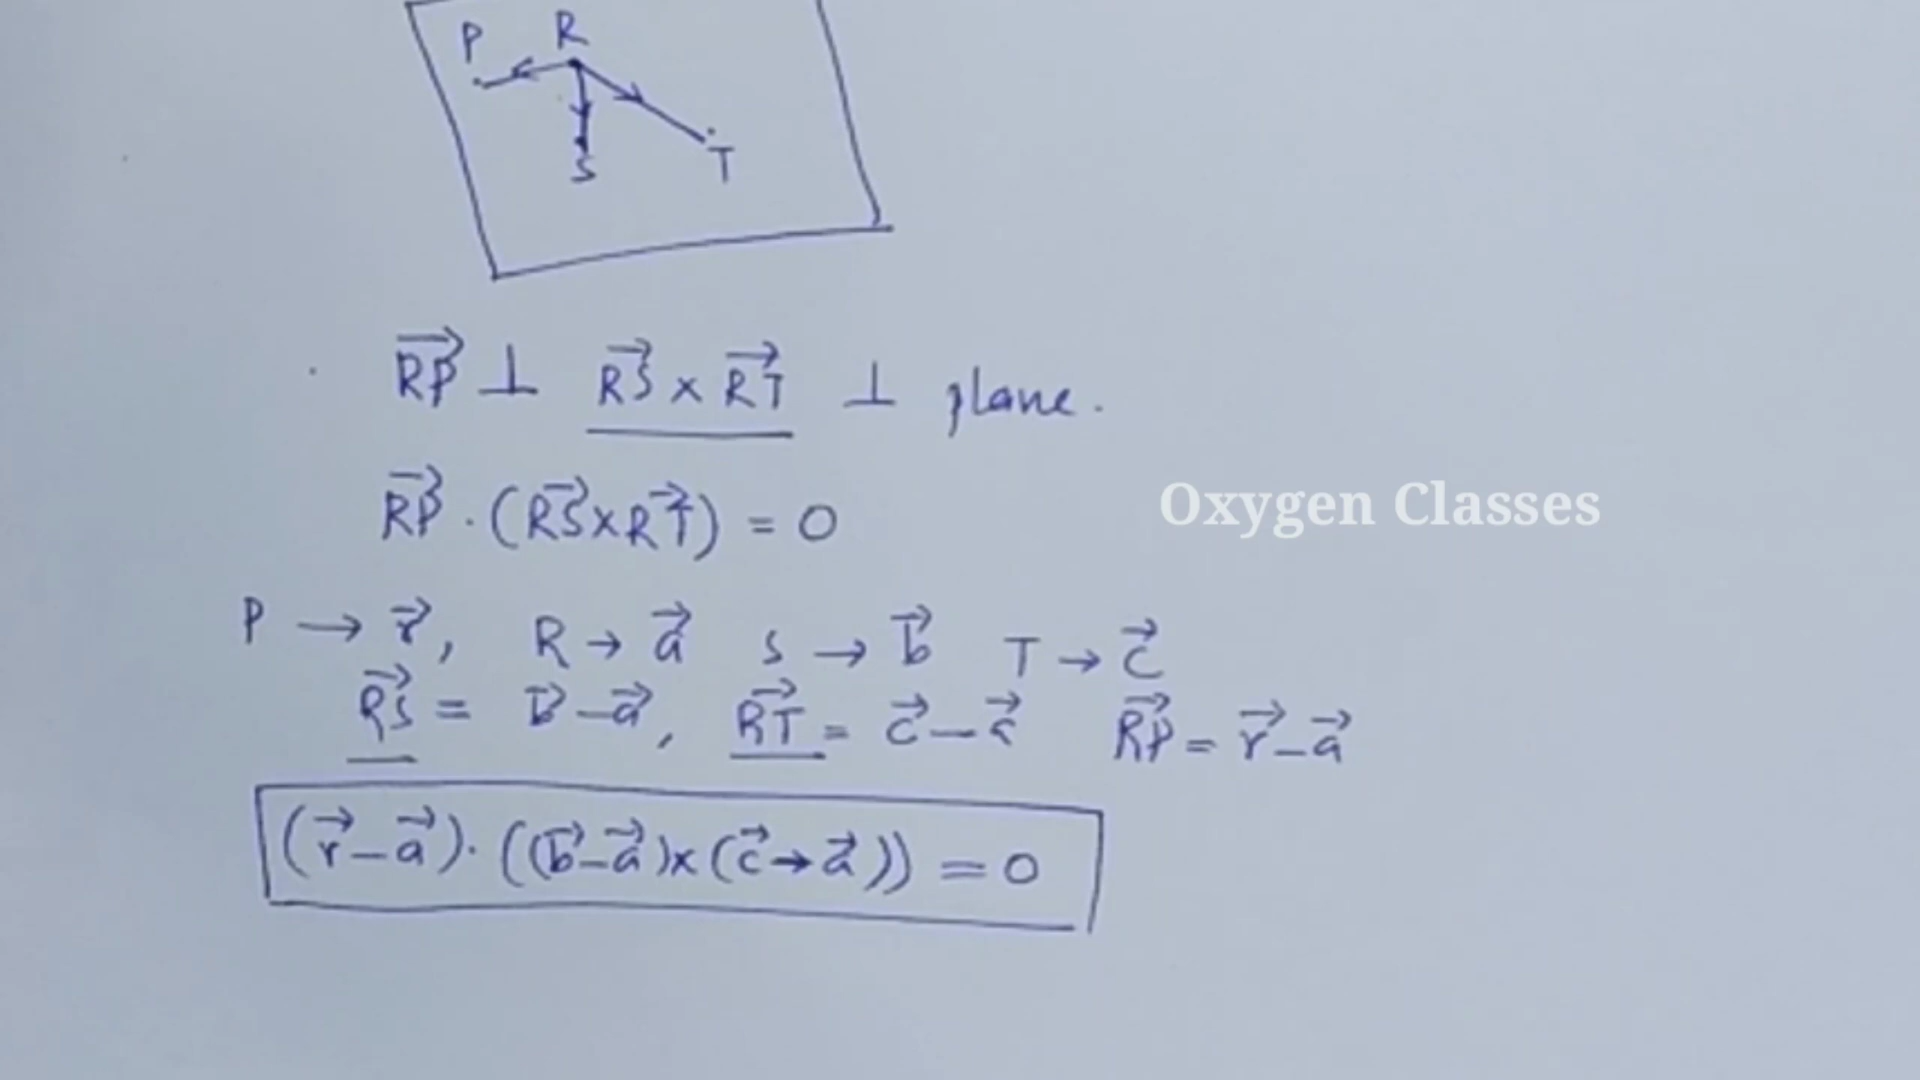 P R
S T
RP⃗ ⊥ RS⃗ × RT⃗ ⊥ plane.
RP⃗ . (RS⃗ × RT⃗) = 0
Oxygen Classes
P → r⃗, R → a⃗ S → b⃗ T → c⃗
RS⃗ = b⃗ - a⃗, RT⃗ = c⃗ - a⃗ RP⃗ = r⃗ - a⃗
(r⃗ - a⃗) . ((b⃗ - a⃗) × (c⃗ - a⃗)) = 0